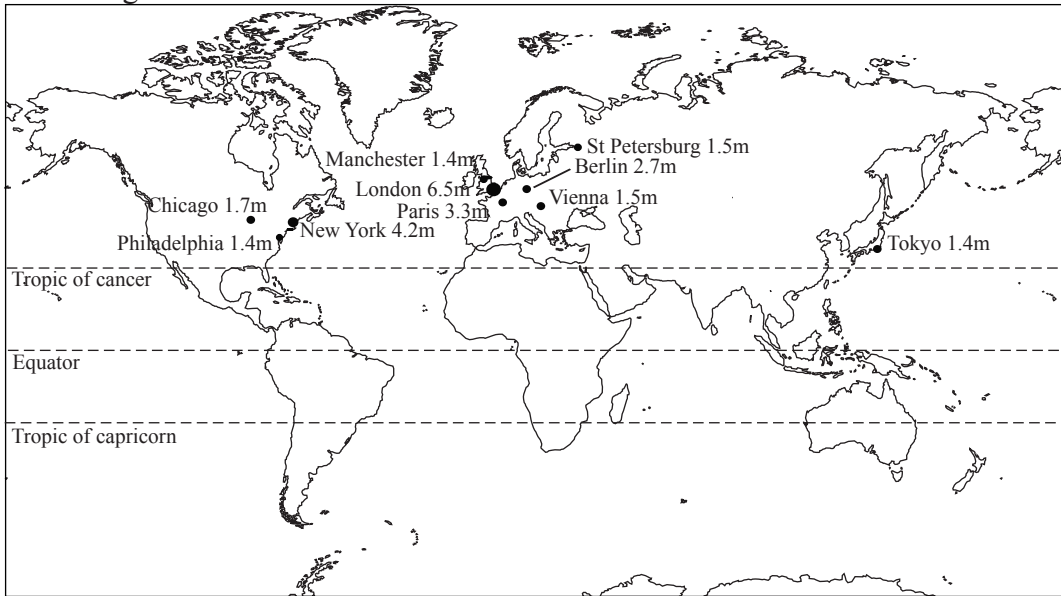 St Petersburg 1.5m
Manchester 1.4m
Berlin 2.7m
London 6.5m
Vienna 1.5m
Paris 3.3m
Chicago 1.7m
New York 4.2m
Philadelphia 1.4m
Tokyo 1.4m
Tropic of cancer
Equator
Tropic of capricorn